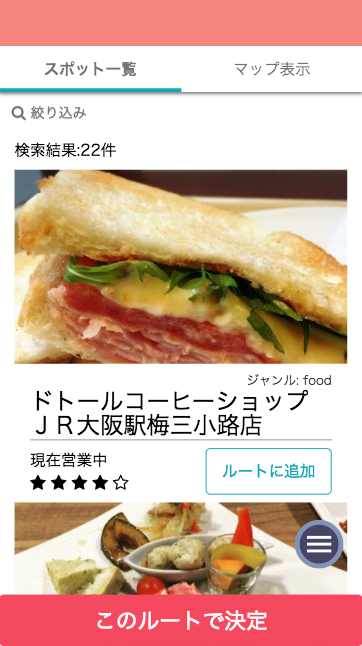 スポット一覧
マップ表示
絞り込み
検索結果:22件
ジャンル: food
ドトールコーヒーショップ
ＪＲ大阪駅梅三小路店
現在営業中
ルートに追加
このルートで決定